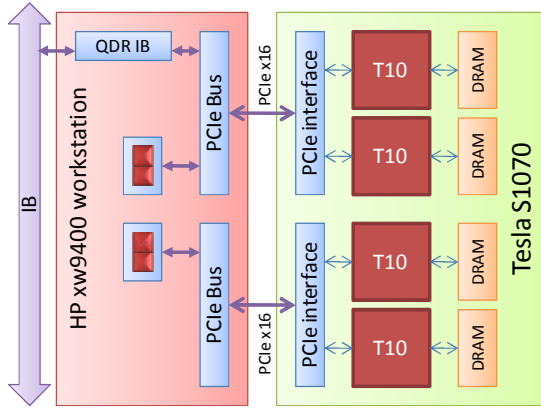 IB
HP xw9400 workstation
QDR IB
PCIe Bus
PCIe Bus
PCIe x16
PCIe x16
Tesla S1070
PCIe interface
T10
DRAM
T10
DRAM
PCIe interface
T10
DRAM
T10
DRAM